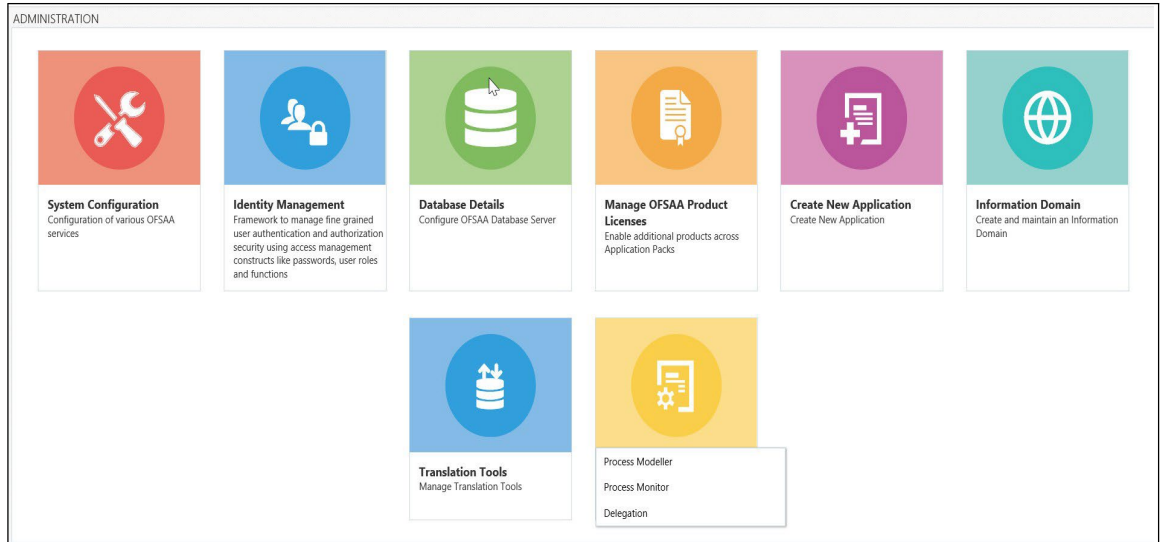 ADMINISTRATION
System Configuration
Configuration of various OFSAA
services
Identity Management
Framework to manage fine grained
user authentication and authorization
security using access management
constructs like passwords, user roles
and functions
Database Details
Configure OFSAA Database Server
Manage OFSAA Product
Licenses
Enable additional products across
Application Packs
Create New Application
Create New Application
Information Domain
Create and maintain an Information
Domain
Translation Tools
Manage Translation Tools
Process Modeller
Process Monitor
Delegation